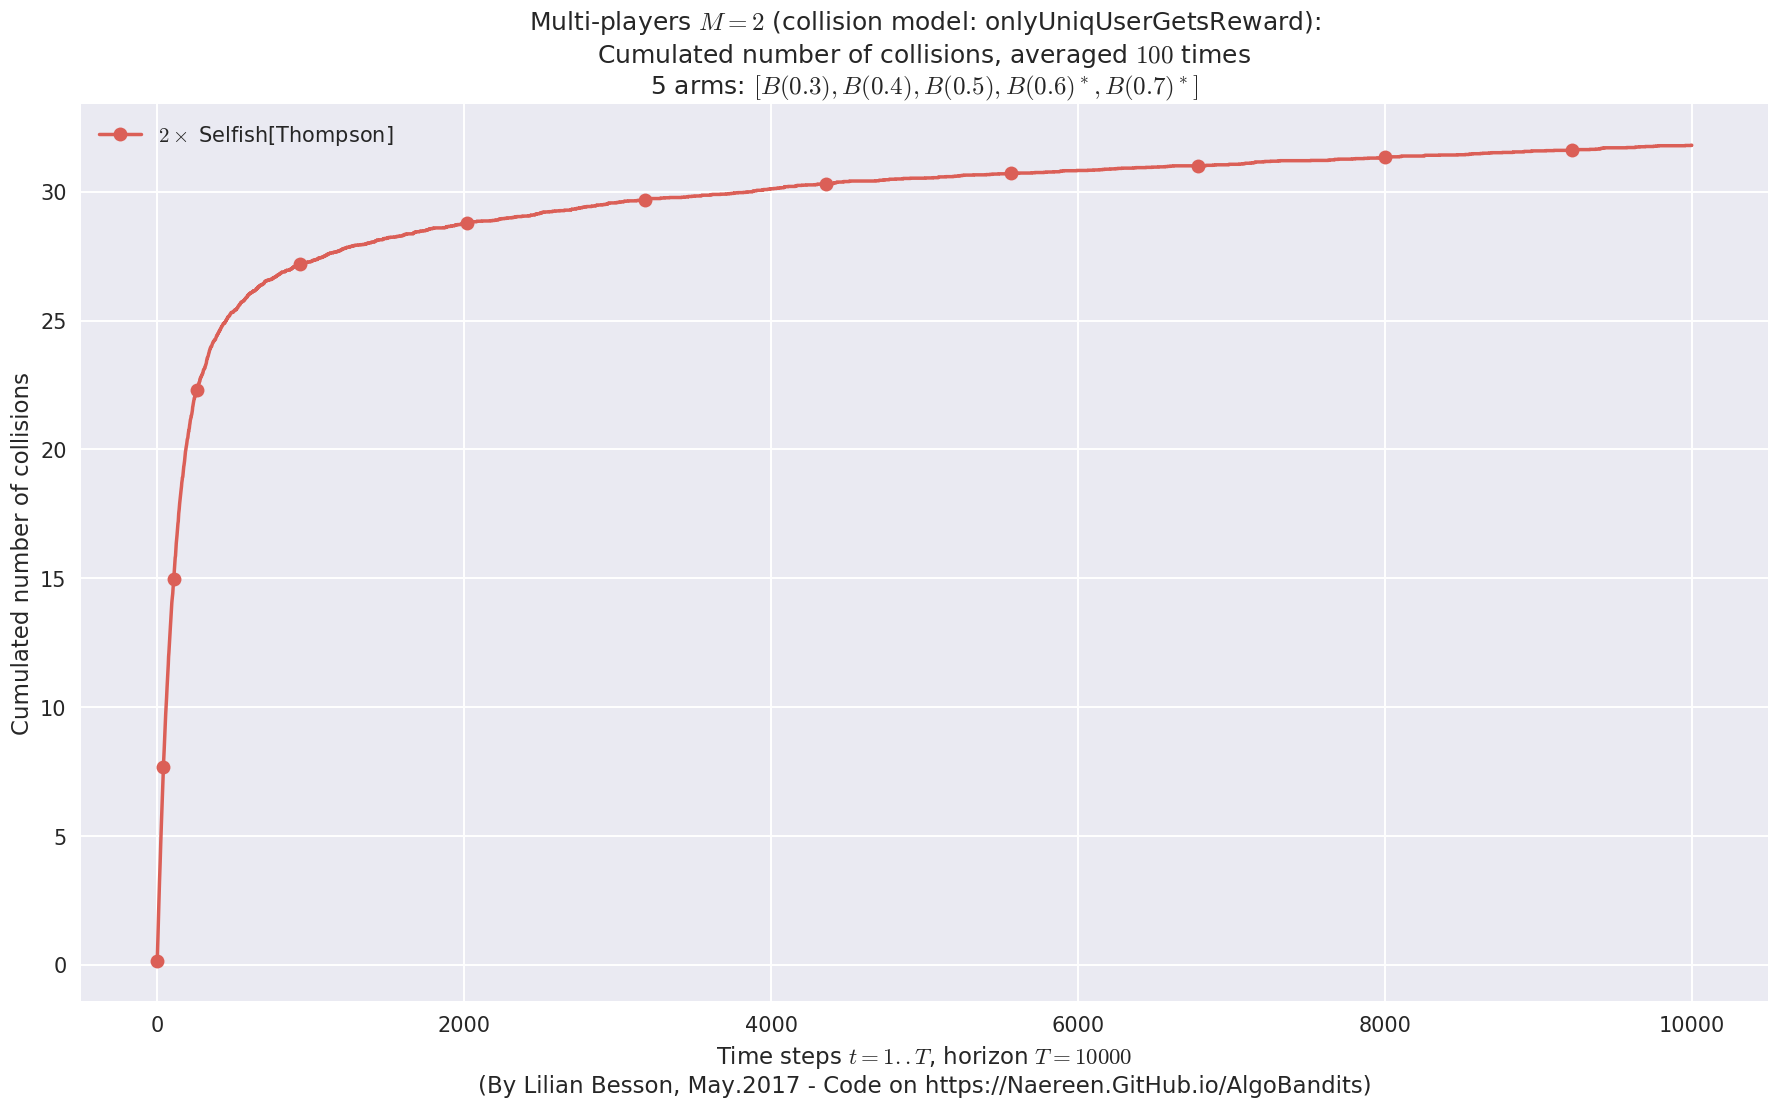 Multi-players M = 2 (collision model: onlyUniqUserGetsReward):
Cumulated number of collisions, averaged 100 times
5 arms: [B(0.3), B(0.4), B(0.5), B(0.6)*, B(0.7)*]
2× Selfish[Thompson]
Cumulated number of collisions
30
25
20
15
10
5
0
0 2000 4000 6000 8000 10000
Time steps t = 1..T, horizon T = 10000
(By Lilian Besson, May.2017 - Code on https://Naereen.GitHub.io/AlgoBandits)